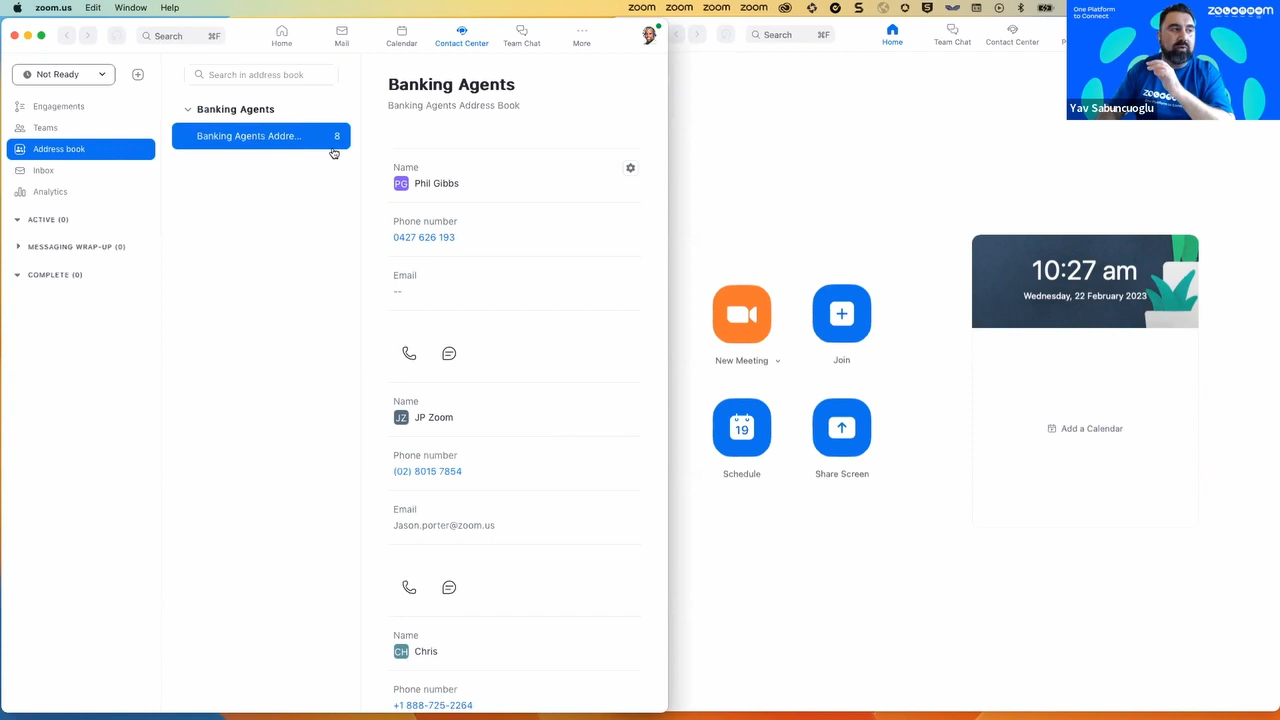 zoom.us Edit Window Help
zoom zoom zoom zoom
Search ⌘F
Home
Mail
Calendar
Contact Center
Team Chat
More
Search ⌘F
Home
Team Chat
Contact Center
One Platform
to Connect
zoom
Yav Sabuncuoglu
Not Ready
Engagements
Teams
Address book
Inbox
Analytics
ACTIVE (0)
MESSAGING WRAP-UP (0)
COMPLETE (0)
Search in address book
Banking Agents
Banking Agents Addre... 8
Banking Agents
Banking Agents Address Book
Name
PG Phil Gibbs
Phone number
0427 626 193
Email
--
Name
JZ JP Zoom
Phone number
(02) 8015 7854
Email
Jason.porter@zoom.us
Name
CH Chris
Phone number
+1 888-725-2264
New Meeting
Join
19
Schedule
Share Screen
10:27 am
Wednesday, 22 February 2023
Add a Calendar